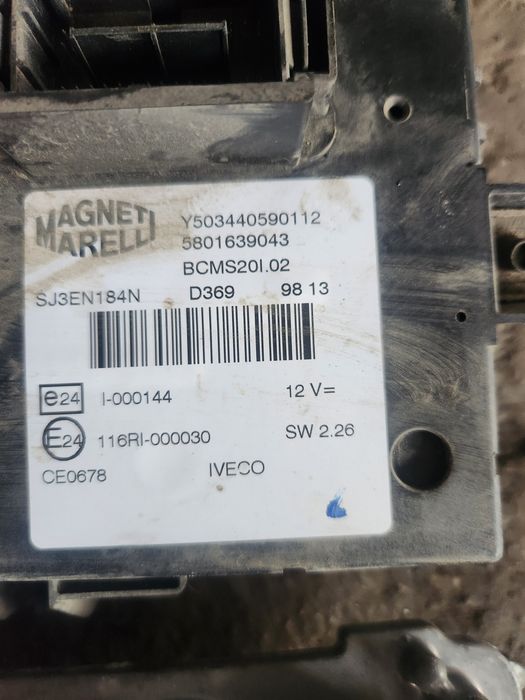 MAGNETI
MARELLI
Y503440590112
5801639043
BCMS20I.02
SJ3EN184N D369 98 13
e24 I-000144 12 V=
E24 116RI-000030 SW 2.26
CE0678 IVECO